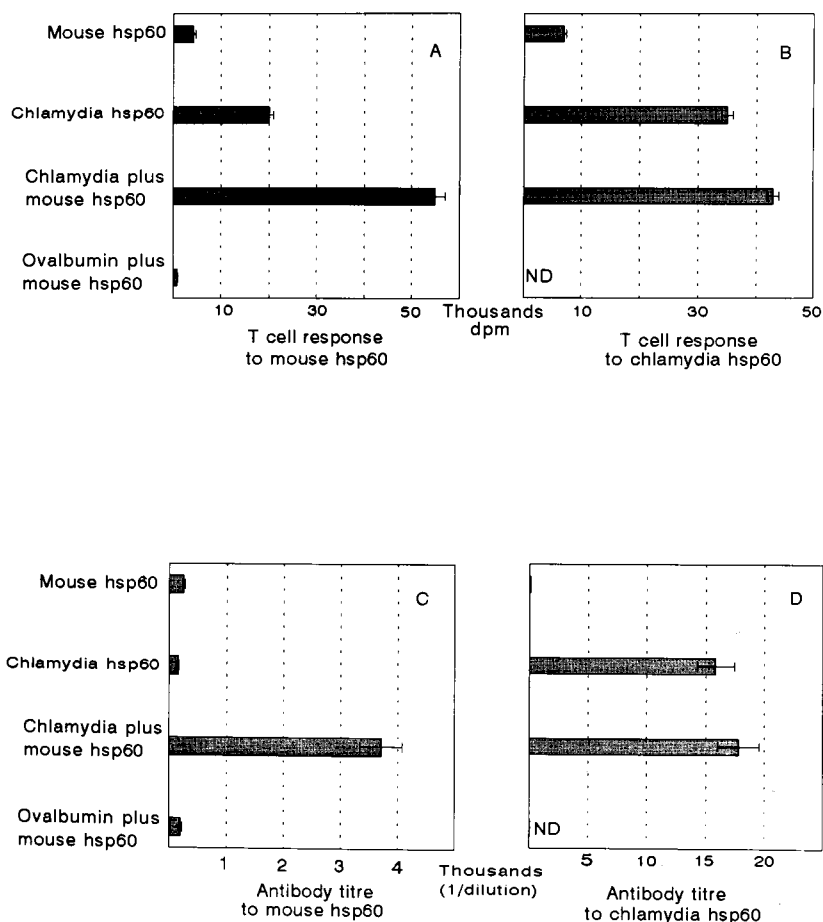 Mouse hsp60
A
B
Chlamydia hsp60
Chlamydia plus
mouse hsp60
Ovalbumin plus
mouse hsp60
ND
10 30 50 Thousands 10 30 50
dpm
T cell response
to mouse hsp60
T cell response
to chlamydia hsp60
Mouse hsp60
C
D
Chlamydia hsp60
Chlamydia plus
mouse hsp60
Ovalbumin plus
mouse hsp60
ND
1 2 3 4 Thousands 5 10 15 20
(1/dilution)
Antibody titre
to mouse hsp60
Antibody titre
to chlamydia hsp60